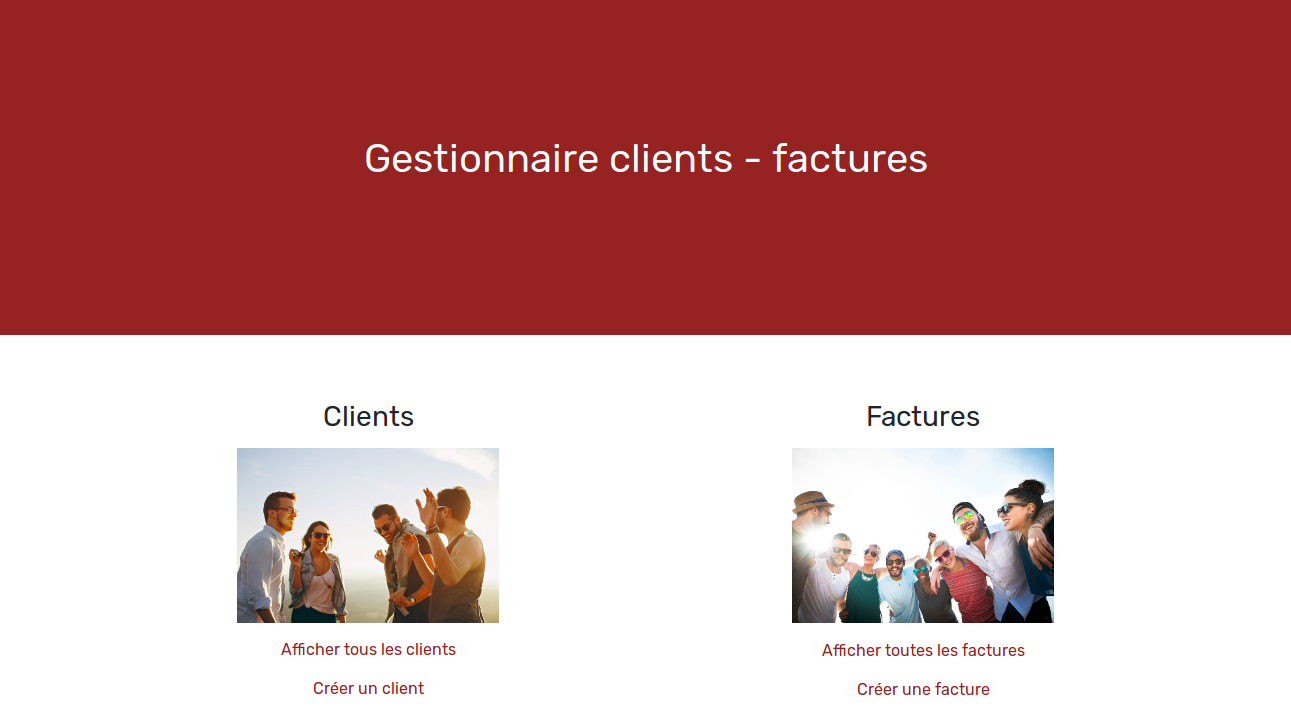 Gestionnaire clients - factures
Clients
Factures
Afficher tous les clients
Afficher toutes les factures
Créer un client
Créer une facture